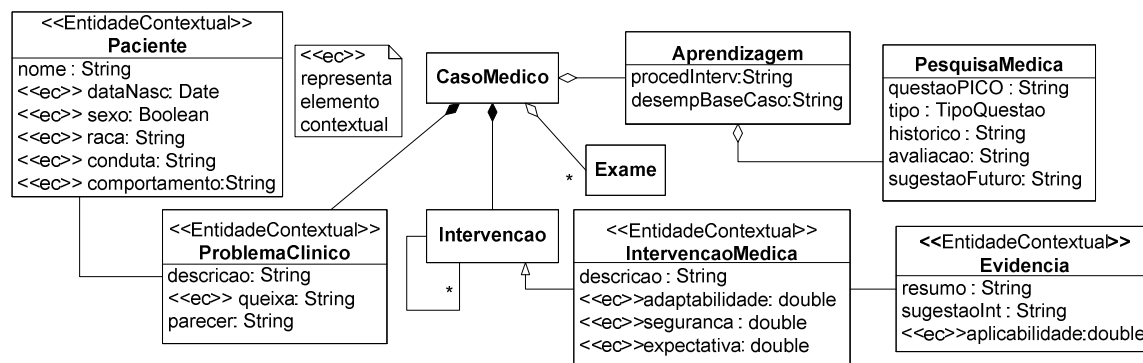 <<EntidadeContextual>>
Paciente
nome : String
<<ec>> dataNasc: Date
<<ec>> sexo: Boolean
<<ec>> raca: String
<<ec>> conduta: String
<<ec>> comportamento:String
<<ec>>
representa
elemento
contextual
CasoMedico
Aprendizagem
procedInterv:String
desempBaseCaso:String
PesquisaMedica
questaoPICO : String
tipo : TipoQuestao
historico : String
avaliacao: String
sugestaoFuturo: String
Exame
*
<<EntidadeContextual>>
ProblemaClinico
descricao: String
<<ec>> queixa: String
parecer: String
Intervencao
*
<<EntidadeContextual>>
IntervencaoMedica
descricao : String
<<ec>>adaptabilidade: double
<<ec>>seguranca : double
<<ec>>expectativa: double
<<EntidadeContextual>>
Evidencia
resumo : String
sugestaoInt : String
<<ec>>aplicabilidade:double